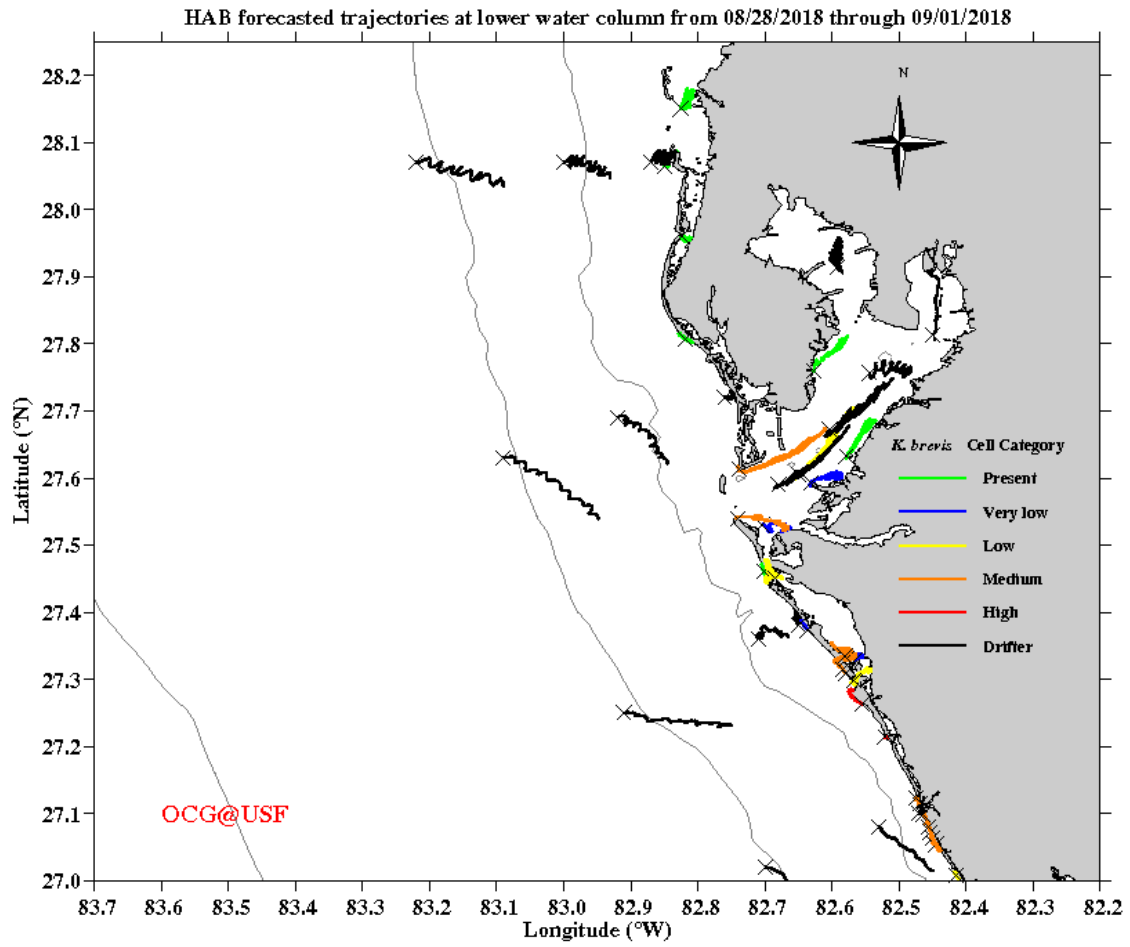 HAB forecasted trajectories at lower water column from 08/28/2018 through 09/01/2018
N
28.2
28.1
28.0
27.9
27.8
27.7
27.6
27.5
27.4
27.3
27.2
27.1
27.0
Latitude (°N)
K. brevis Cell Category
Present
Very low
Low
Medium
High
Drifter
OCG@USF
83.7 83.6 83.5 83.4 83.3 83.2 83.1 83.0 82.9 82.8 82.7 82.6 82.5 82.4 82.3 82.2
Longitude (°W)